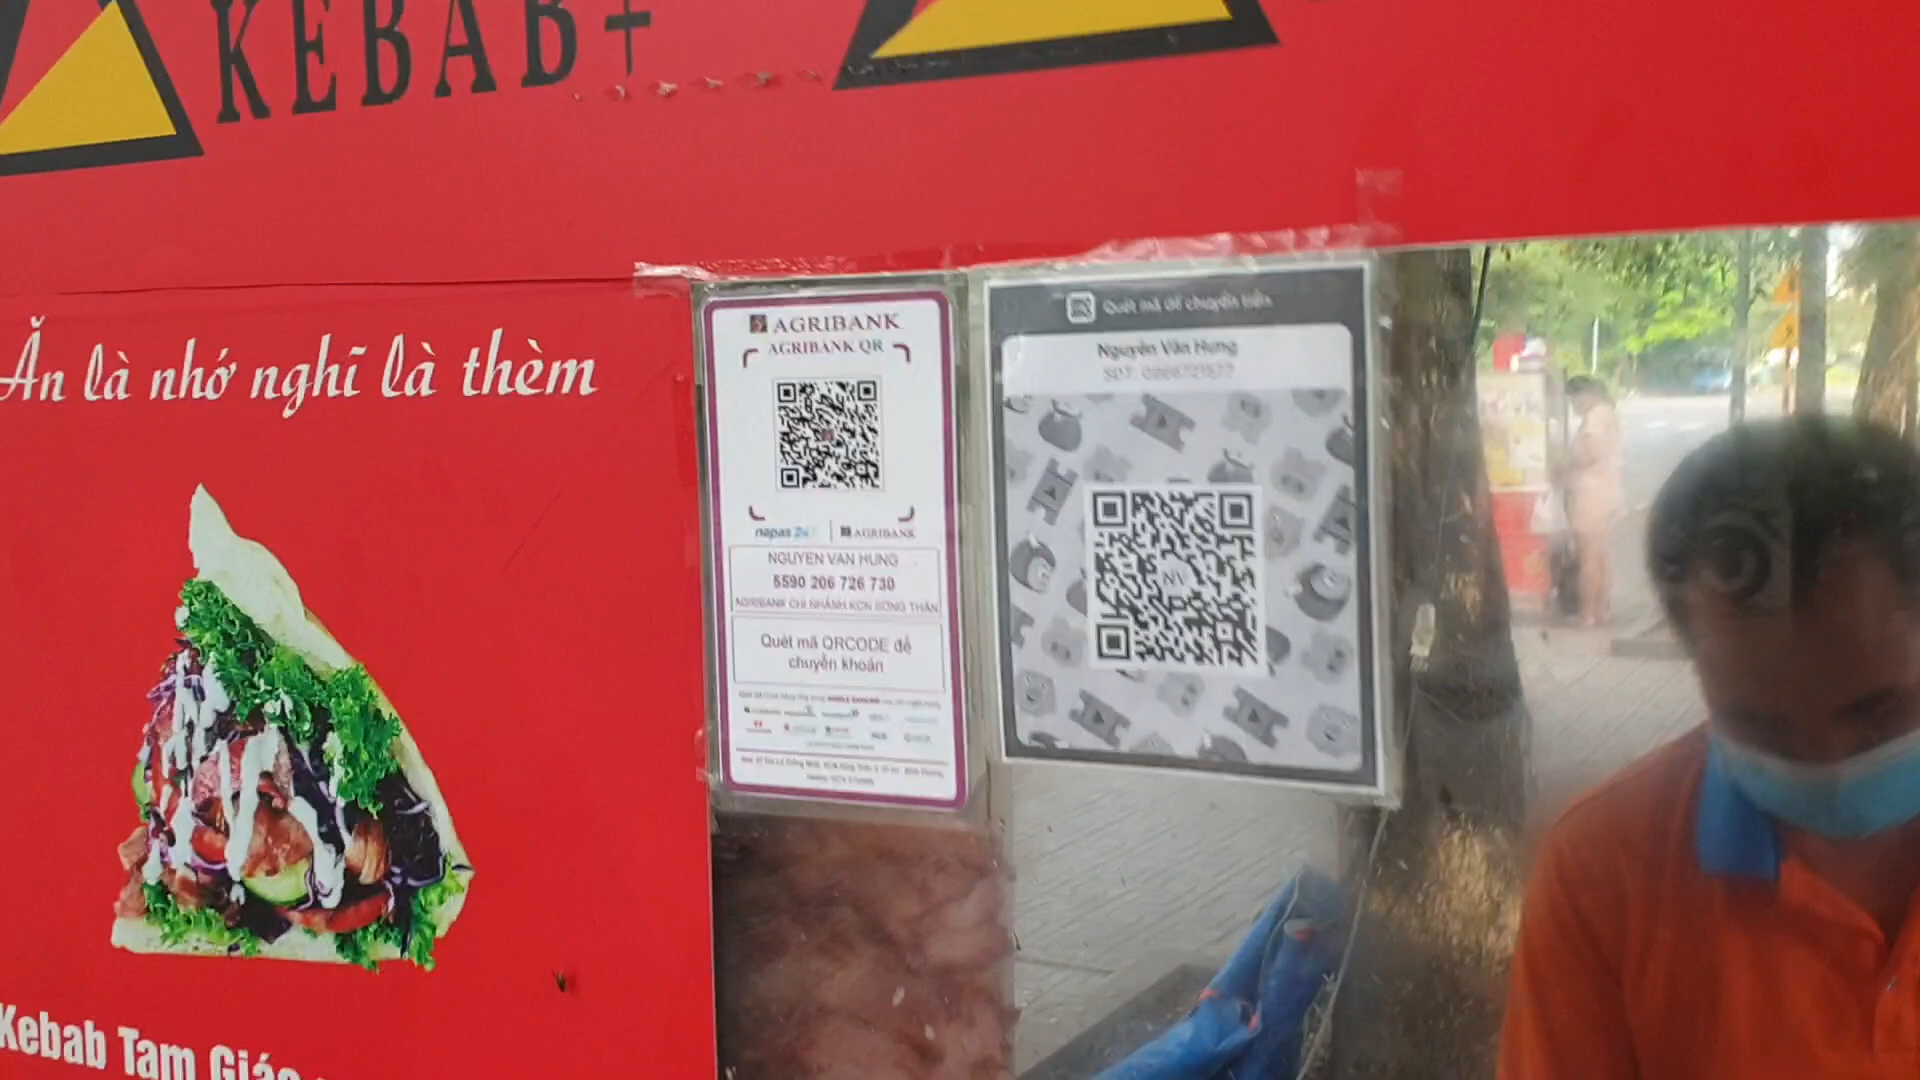 KEBAB+
Ăn là nhớ nghĩ là thèm
Kebab Tam Giác
AGRIBANK
AGRIBANK QR
napas 247
AGRIBANK
NGUYEN VAN HUNG
5590 206 726 730
AGRIBANK CHI NHÁNH KCN SÓNG THẦN
Quét mã QRCODE để
chuyển khoản
Quét mã để chuyển tiền
Nguyễn Văn Hưng
SĐT:
NV